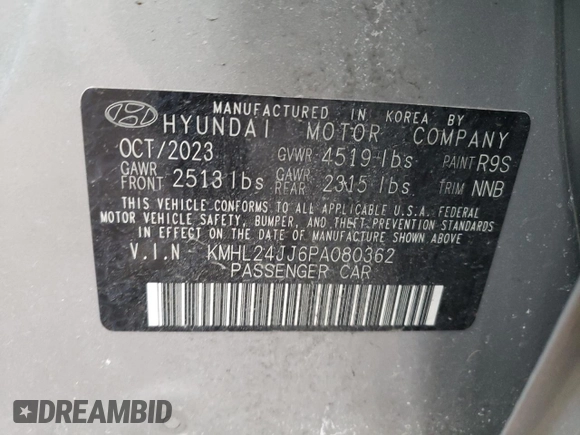 MANUFACTURED IN KOREA BY
HYUNDAI MOTOR COMPANY
OCT/2023 GVWR 4519 lbs PAINT R9S
GAWR FRONT 2513 lbs GAWR REAR 2315 lbs TRIM NNB
THIS VEHICLE CONFORMS TO ALL APPLICABLE U.S.A. FEDERAL
MOTOR VEHICLE SAFETY, BUMPER, AND THEFT PREVENTION STANDARDS
IN EFFECT ON THE DATE OF MANUFACTURE SHOWN ABOVE.
V.I.N KMHL24JJ6PA080362
PASSENGER CAR
DREAMBID